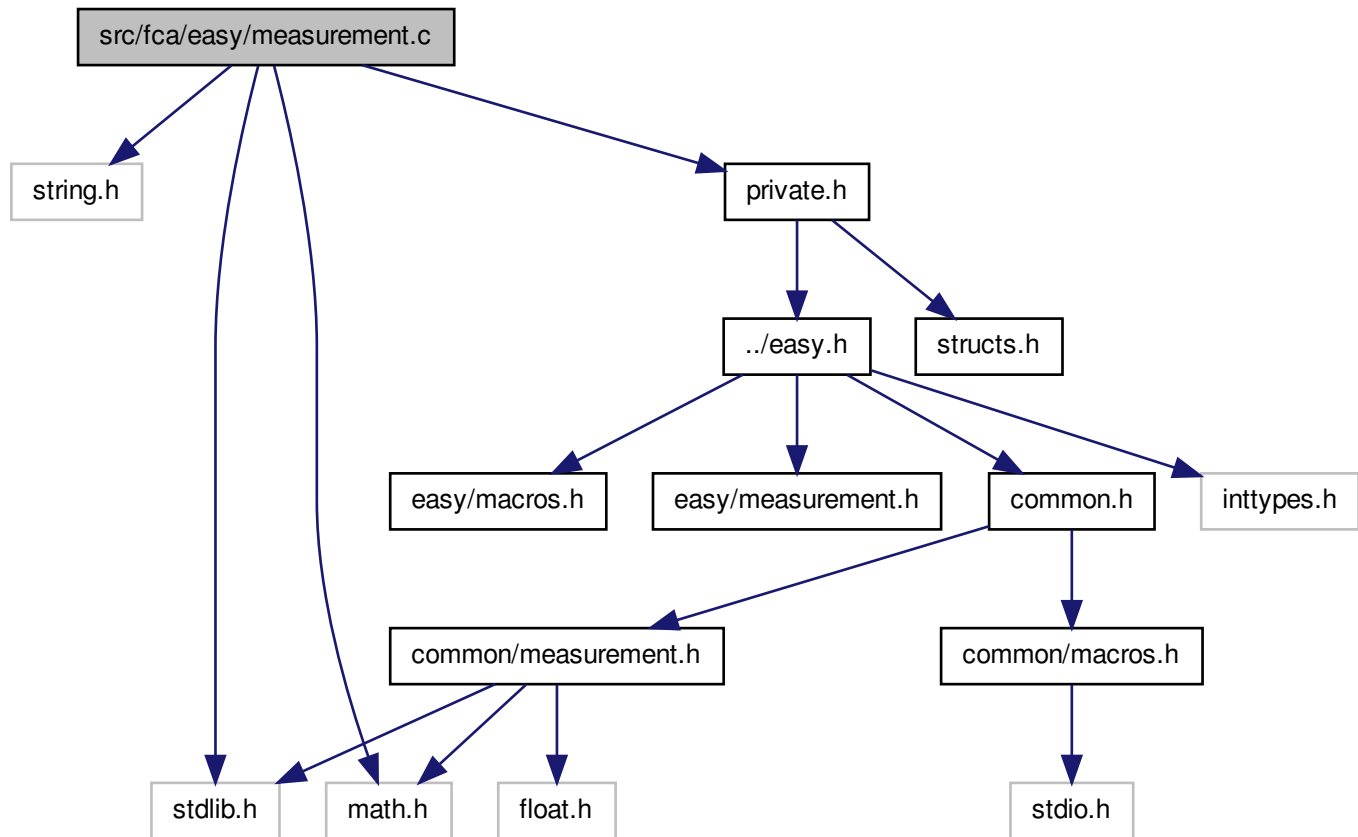 src/fca/easy/measurement.c
string.h
private.h
../easy.h
structs.h
easy/macros.h
easy/measurement.h
common.h
inttypes.h
common/measurement.h
common/macros.h
stdlib.h
math.h
float.h
stdio.h